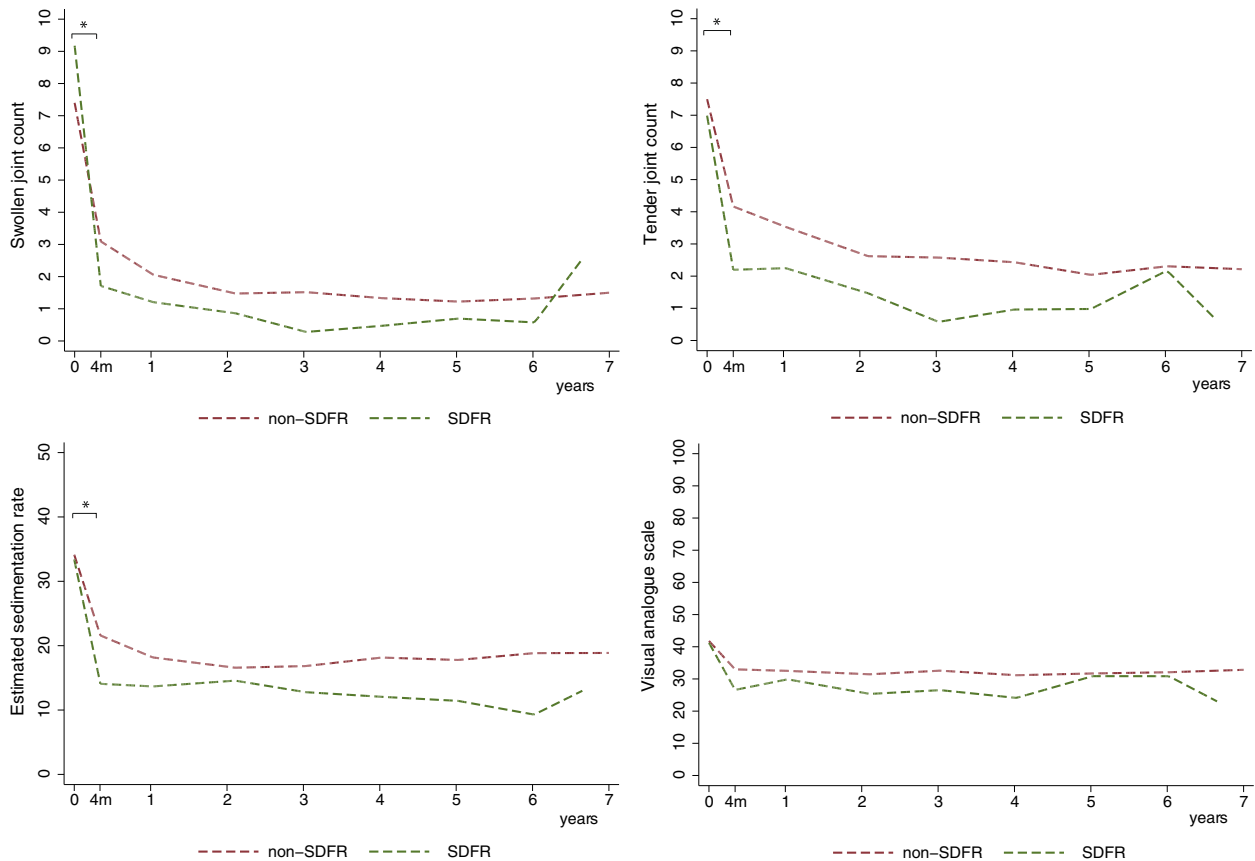 10
9
8
7
6
5
4
3
2
1
0
Swollen joint count
*
0 4m 1 2 3 4 5 6 7
years
non-SDFR SDFR
10
9
8
7
6
5
4
3
2
1
0
Tender joint count
*
0 4m 1 2 3 4 5 6 7
years
non-SDFR SDFR
50
40
30
20
10
0
Estimated sedimentation rate
*
0 4m 1 2 3 4 5 6 7
years
non-SDFR SDFR
100
90
80
70
60
50
40
30
20
10
0
Visual analogue scale
0 4m 1 2 3 4 5 6 7
years
non-SDFR SDFR